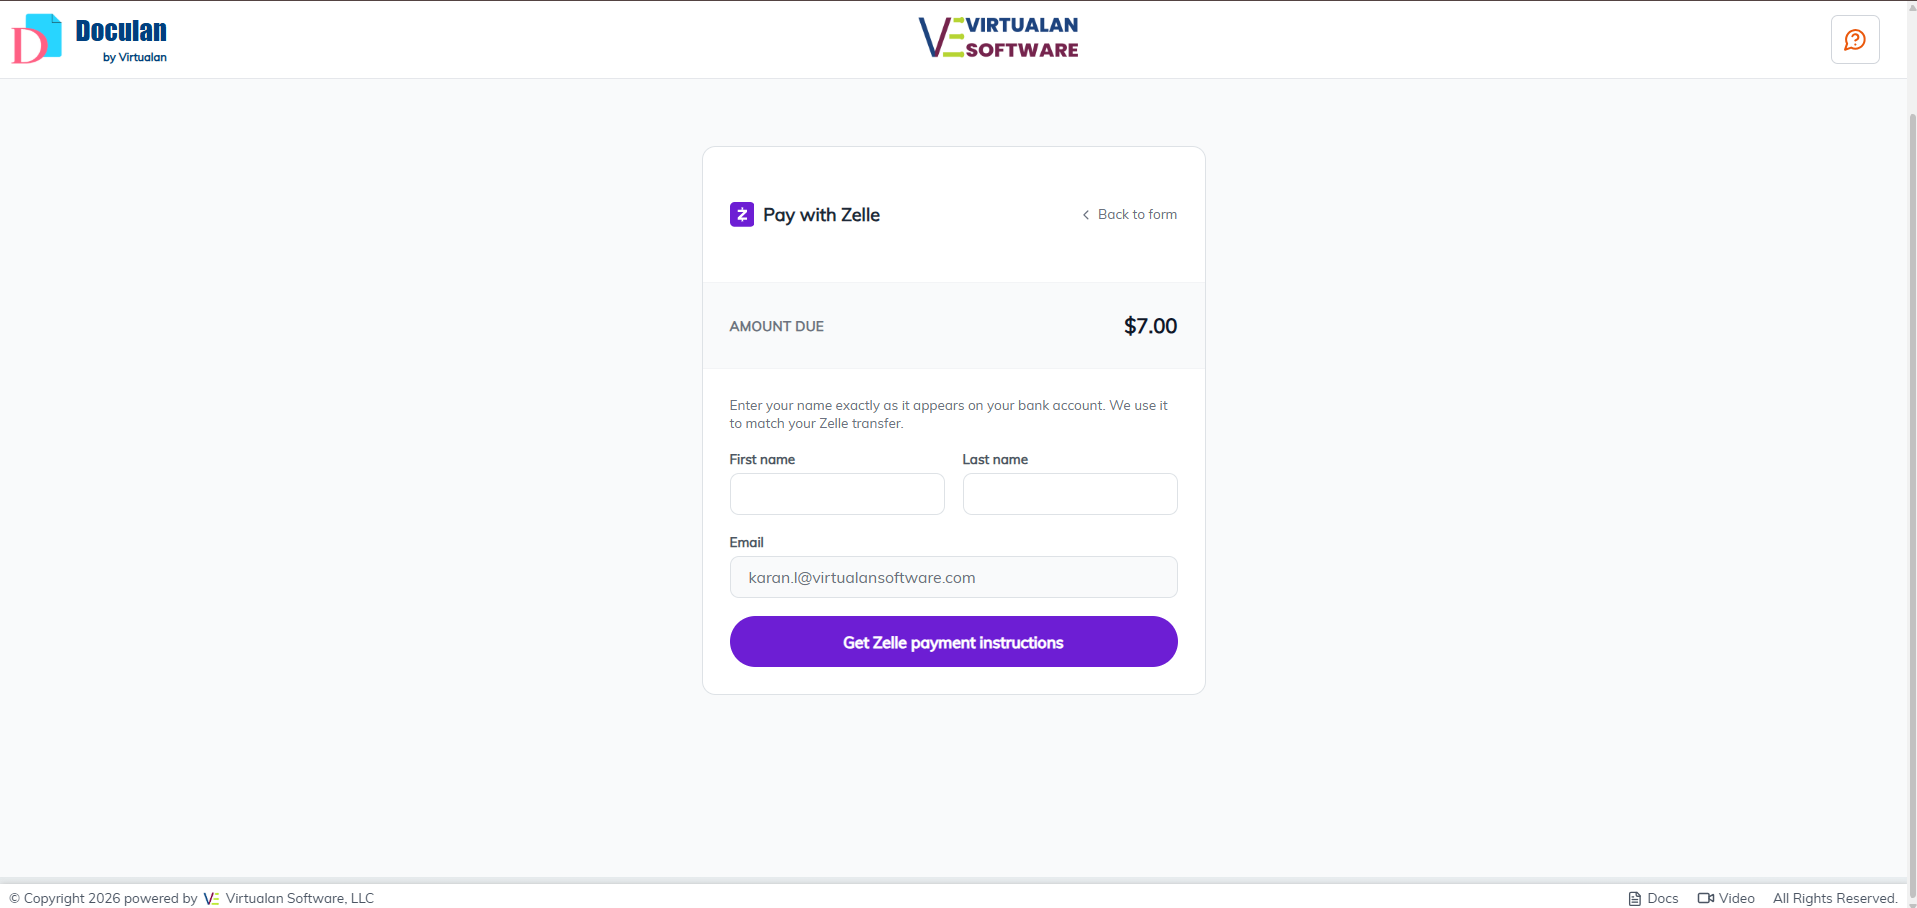 Doculan
by Virtualan
VIRTUALAN
SOFTWARE
Pay with Zelle
Back to form
AMOUNT DUE
$7.00
Enter your name exactly as it appears on your bank account. We use it
to match your Zelle transfer.
First name
Last name
Email
karan.l@virtualansoftware.com
Get Zelle payment instructions
© Copyright 2026 powered by VE Virtualan Software, LLC
Docs
Video
All Rights Reserved.